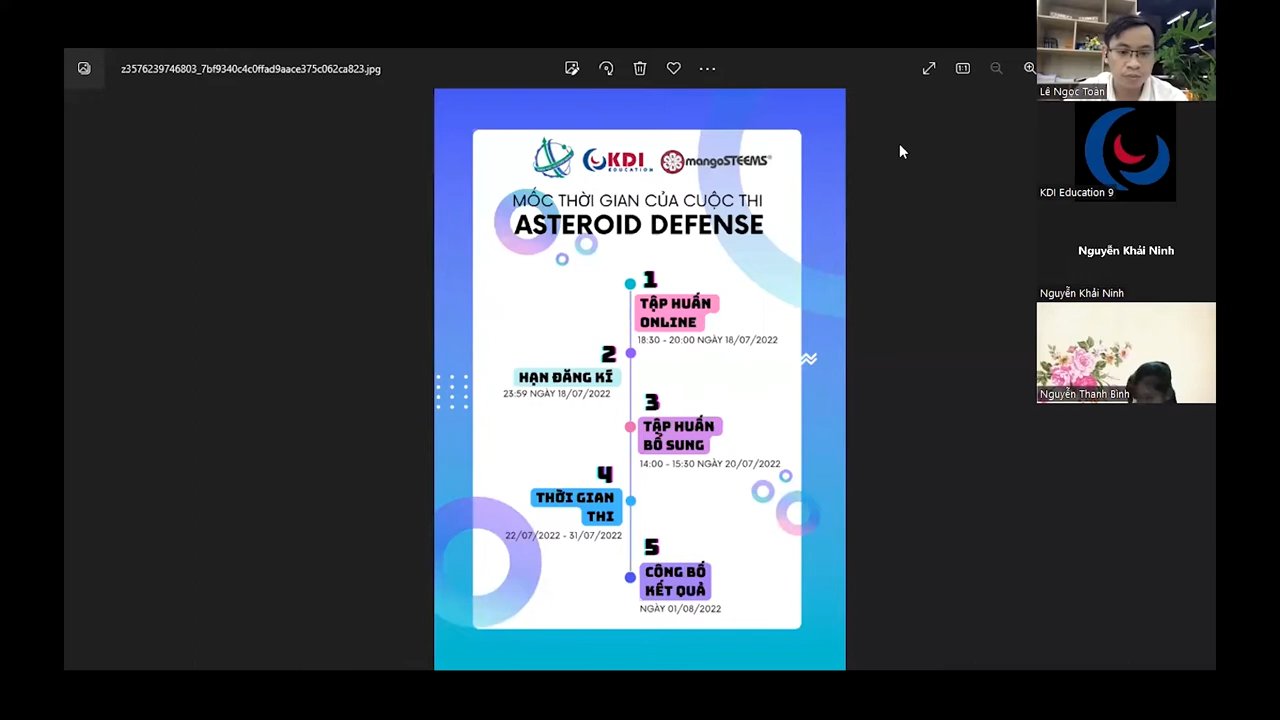 z3576239746803_7bf9340c4c0ffad9aace375c062ca823.jpg
KDI
EDUCATION
mangoSTEEMS®
MỐC THỜI GIAN CỦA CUỘC THI
ASTEROID DEFENSE
1
TẬP HUẤN
ONLINE
18:30 - 20:00 NGÀY 18/07/2022
2
HẠN ĐĂNG KÍ
23:59 NGÀY 18/07/2022
3
TẬP HUẤN
BỔ SUNG
14:00 - 15:30 NGÀY 20/07/2022
4
THỜI GIAN
THI
22/07/2022 - 31/07/2022
5
CÔNG BỐ
KẾT QUẢ
NGÀY 01/08/2022
Lê Ngọc Toàn
KDI Education 9
Nguyễn Khải Ninh
Nguyễn Khải Ninh
Nguyễn Thanh Bình